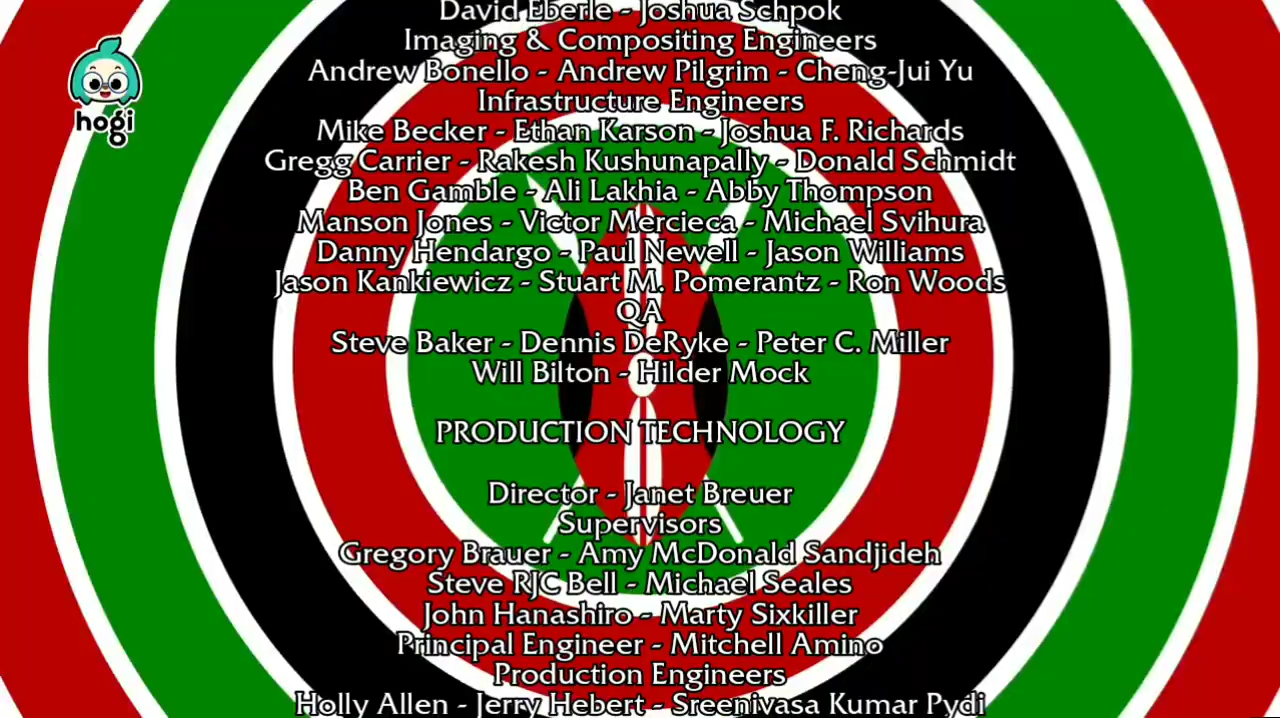 David Eberle - Joshua Schpok
Imaging & Compositing Engineers
Andrew Bonello - Andrew Pilgrim - Cheng-Jui Yu
Infrastructure Engineers
Mike Becker - Ethan Karson - Joshua F. Richards
Gregg Carrier - Rakesh Kushunapally - Donald Schmidt
Ben Gamble - Ali Lakhia - Abby Thompson
Manson Jones - Victor Mercieca - Michael Svihura
Danny Hendargo - Paul Newell - Jason Williams
Jason Kankiewicz - Stuart M. Pomerantz - Ron Woods
QA
Steve Baker - Dennis DeRyke - Peter C. Miller
Will Bilton - Hilder Mock
PRODUCTION TECHNOLOGY
Director - Janet Breuer
Supervisors
Gregory Brauer - Amy McDonald Sandjideh
Steve RJC Bell - Michael Seales
John Hanashiro - Marty Sixkiller
Principal Engineer - Mitchell Amino
Production Engineers
Holly Allen - Jerry Hebert - Sreenivasa Kumar Pydi
hogi